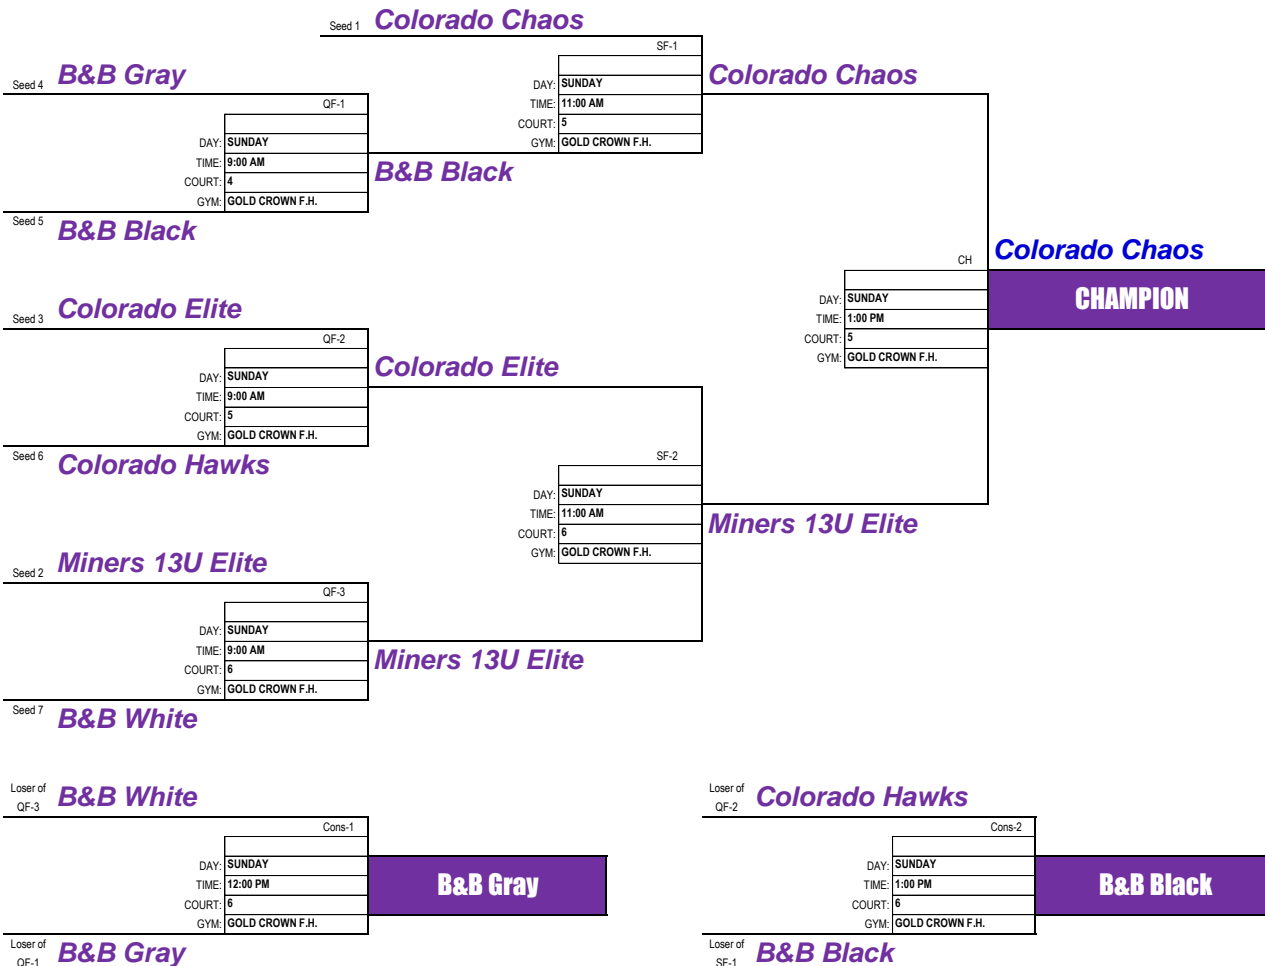 Seed 1 Colorado Chaos
SF-1
Seed 4 B&B Gray
DAY: SUNDAY
Colorado Chaos
QF-1
TIME: 11:00 AM
COURT: 5
DAY: SUNDAY
GYM: GOLD CROWN F.H.
TIME: 9:00 AM
B&B Black
COURT: 4
GYM: GOLD CROWN F.H.
Seed 5 B&B Black
Colorado Chaos
CH
CHAMPION
DAY: SUNDAY
TIME: 1:00 PM
COURT: 5
GYM: GOLD CROWN F.H.
Seed 3 Colorado Elite
QF-2
Colorado Elite
DAY: SUNDAY
TIME: 9:00 AM
COURT: 5
GYM: GOLD CROWN F.H.
Seed 6 Colorado Hawks
SF-2
DAY: SUNDAY
TIME: 11:00 AM
COURT: 6
GYM: GOLD CROWN F.H.
Miners 13U Elite
Seed 2 Miners 13U Elite
QF-3
DAY: SUNDAY
TIME: 9:00 AM
COURT: 6
GYM: GOLD CROWN F.H.
Miners 13U Elite
Seed 7 B&B White
Loser of
QF-3 B&B White
Cons-1
DAY: SUNDAY
TIME: 12:00 PM
COURT: 6
GYM: GOLD CROWN F.H.
B&B Gray
Loser of
QF-1 B&B Gray
Loser of
QF-2 Colorado Hawks
Cons-2
DAY: SUNDAY
TIME: 1:00 PM
COURT: 6
GYM: GOLD CROWN F.H.
B&B Black
Loser of
SF-1 B&B Black